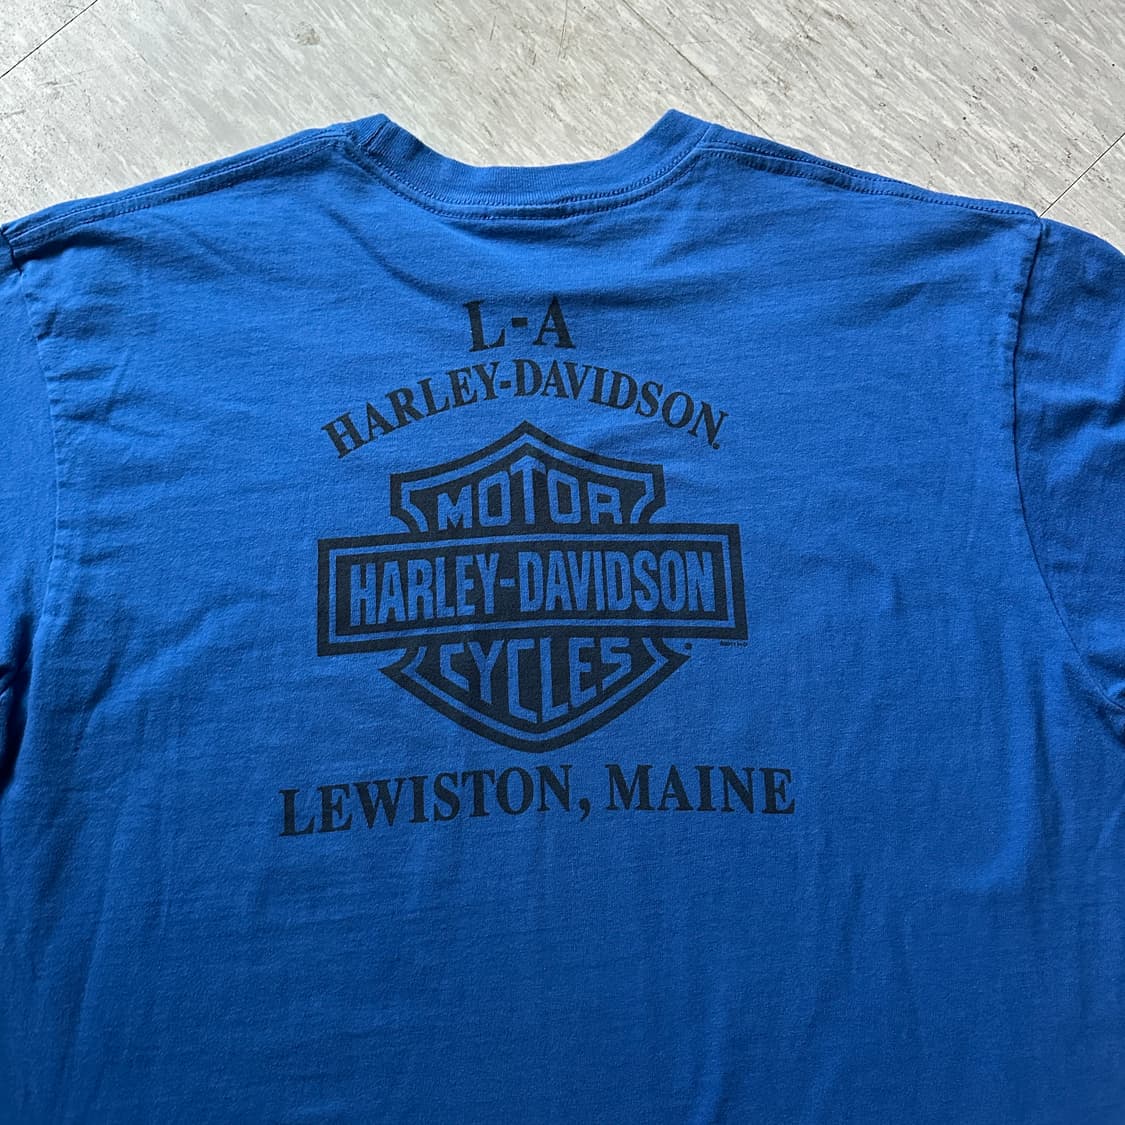 L-A
HARLEY-DAVIDSON
MOTOR
HARLEY-DAVIDSON
CYCLES
LEWISTON, MAINE